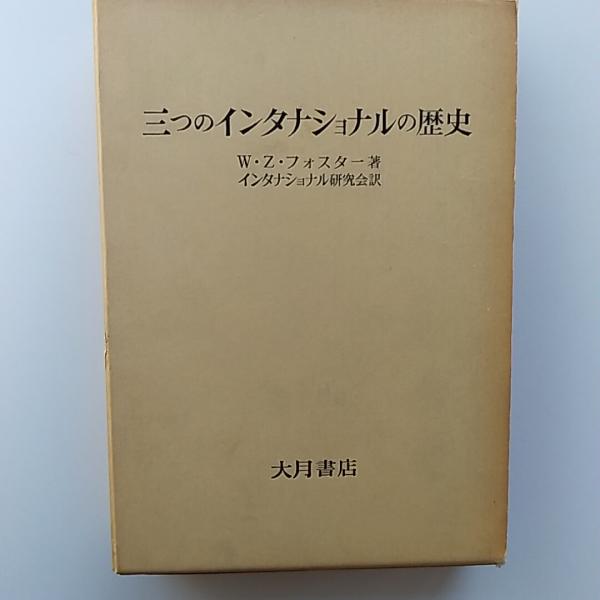 三つのインタナショナルの歴史
W・Z・フォスター著
インタナショナル研究会訳
大月書店